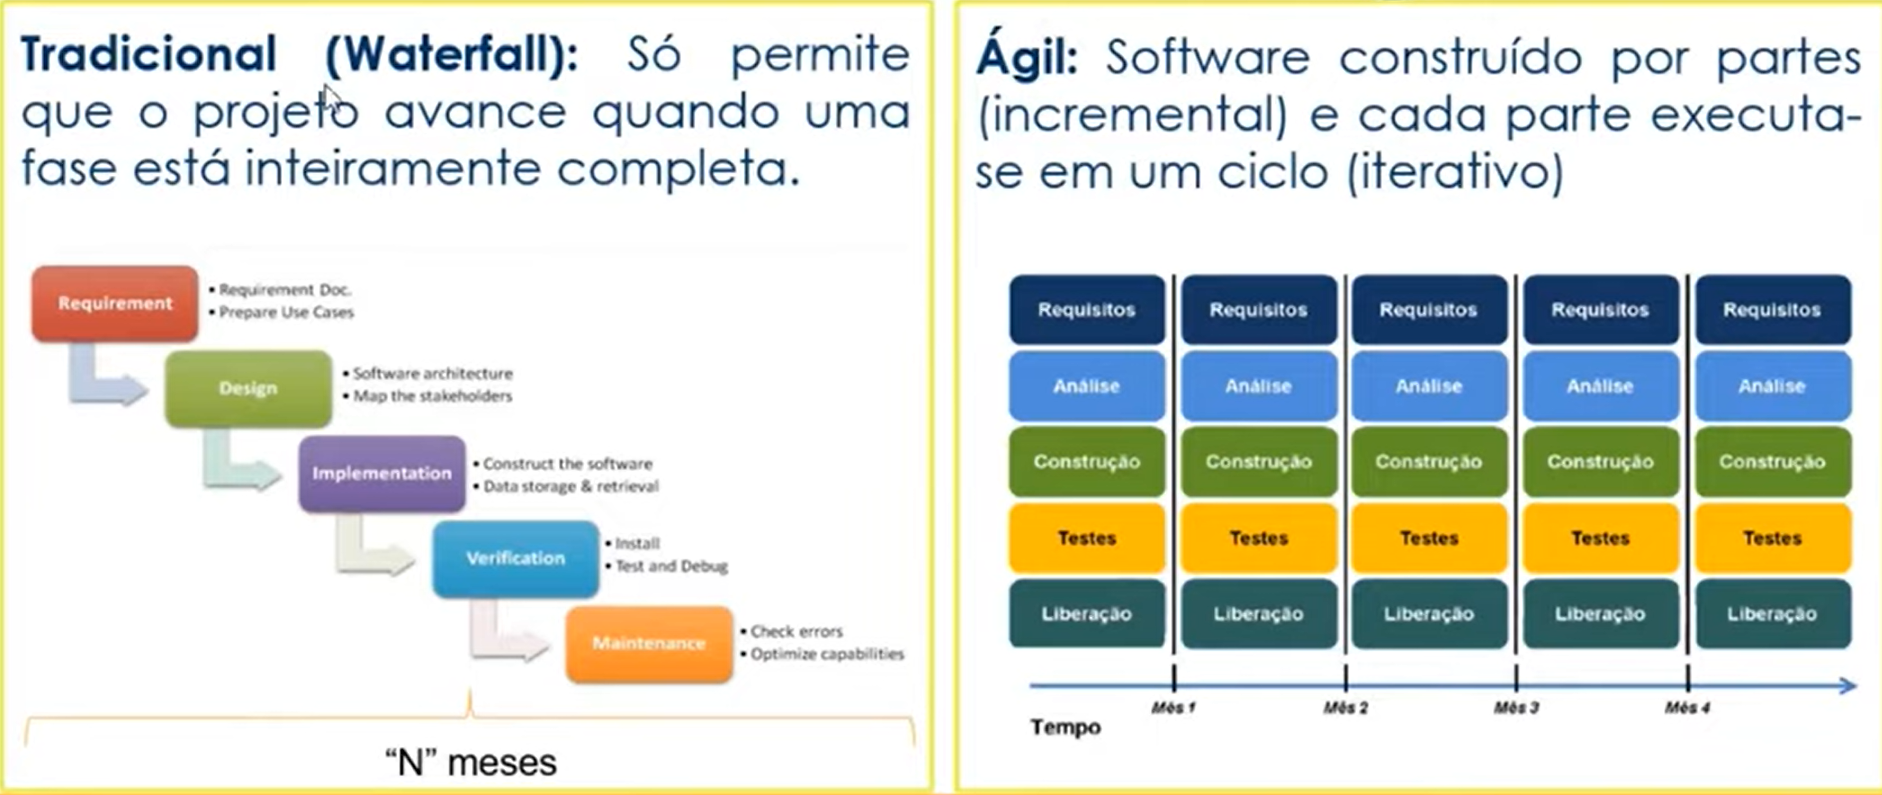 Tradicional (Waterfall): Só permite
que o projeto avance quando uma
fase está inteiramente completa.
Requirement
• Requirement Doc.
• Prepare Use Cases
Design
• Software architecture
• Map the stakeholders
Implementation
• Construct the software
• Data storage & retrieval
Verification
• Install
• Test and Debug
Maintenance
• Check errors
• Optimize capabilities
“N” meses
Ágil: Software construído por partes
(incremental) e cada parte executa-
se em um ciclo (iterativo)
Requisitos Requisitos Requisitos Requisitos Requisitos
Análise Análise Análise Análise Análise
Construção Construção Construção Construção Construção
Testes Testes Testes Testes Testes
Liberação Liberação Liberação Liberação Liberação
Mês 1 Mês 2 Mês 3 Mês 4
Tempo